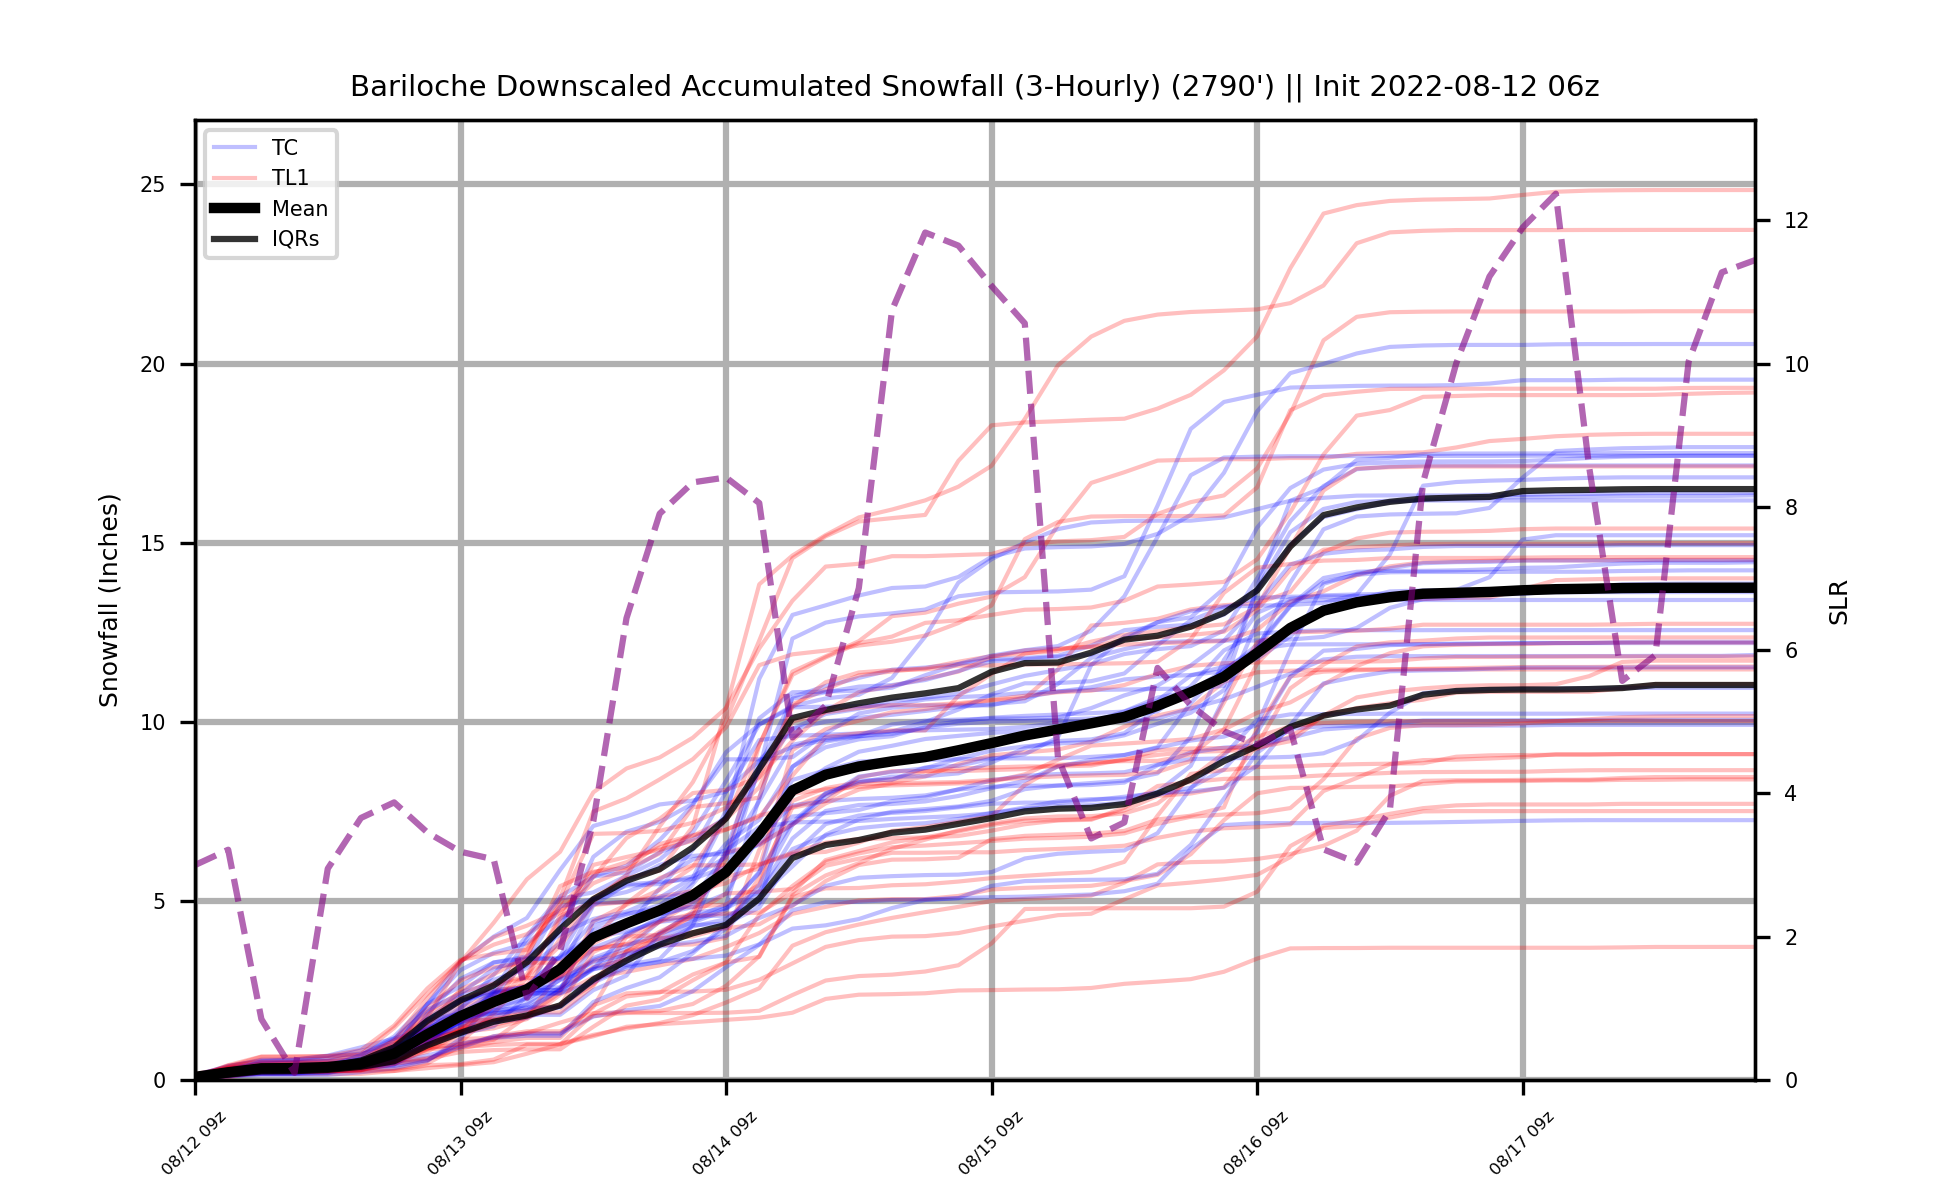 Bariloche Downscaled Accumulated Snowfall (3-Hourly) (2790') || Init 2022-08-12 06z
TC
TL1
Mean
IQRs
25
20
15
10
5
0
Snowfall (Inches)
12
10
8
6
4
2
0
SLR
08/12 09z
08/13 09z
08/14 09z
08/15 09z
08/16 09z
08/17 09z